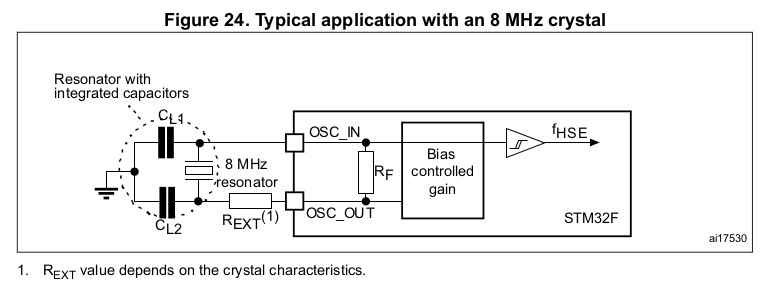 Figure 24. Typical application with an 8 MHz crystal
Resonator with
integrated capacitors
CL1
OSC_IN
fHSE
8 MHz
resonator
RF
Bias
controlled
gain
CL2
REXT(1)
OSC_OUT
STM32F
ai17530
1. REXT value depends on the crystal characteristics.